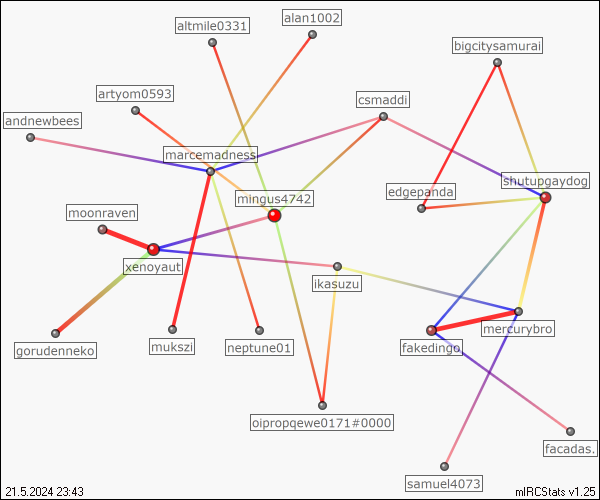 alan1002
altmile0331
bigcitysamurai
artyom0593
csmaddi
andnewbees
marcemadness
shutupgaydog
mingus4742
edgepanda
moonraven
xenoyaut
ikasuzu
mercurybro
gorudenneko
mukszi
neptune01
fakedingo.
oipropqewe0171#0000
facadas.
samuel4073
21.5.2024 23:43
mIRCStats v1.25